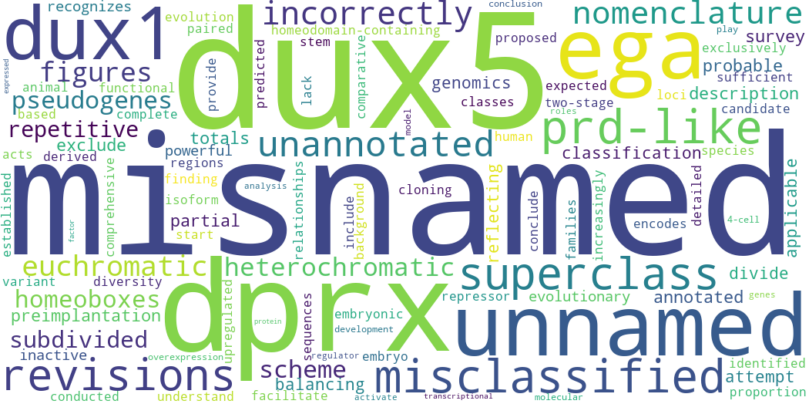 recognizes
dux1
evolution
paired
incorrectly
homeodomain-containing
conclusion
play
nomenclature
expressed
figures
dux5
stem
proposed
ega
survey
exclusively
provide
predicted
lack
comparative
genomics
expected
probable
sufficient
animal
functional
pseudogenes
classes
two-stage
loci
description
based
complete
model
roles
candidate
repetitive
totals
human
prd-like
exclude
powerful
unannotated
classification
species
acts
derived
regions
misnamed
established
comprehensive
finding
analysis
cloning
isoform
relationships
include
background
reflecting
conclude
families
increasingly
encodes
detailed
4-cell
applicable
partial
start
factor
euchromatic
heterochromatic
superclass
divide
variant
diversity
upregulated
dprx
homeoboxes
sequences
repressor
evolutionary
annotated
genes
preimplantation
protein
embryonic
unnamed
development
subdivided
inactive
overexpression
regulator
embryo
identified
revisions
scheme
misclassified
attempt
balancing
proportion
conducted
understand
facilitate
activate
transcriptional
molecular